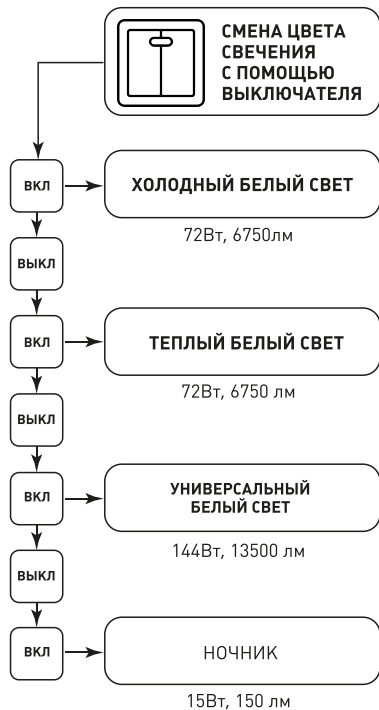 СМЕНА ЦВЕТА
СВЕЧЕНИЯ
С ПОМОЩЬЮ
ВЫКЛЮЧАТЕЛЯ
ВКЛ
ХОЛОДНЫЙ БЕЛЫЙ СВЕТ
72Вт, 6750лм
ВЫКЛ
ВКЛ
ТЕПЛЫЙ БЕЛЫЙ СВЕТ
72Вт, 6750 лм
ВЫКЛ
ВКЛ
УНИВЕРСАЛЬНЫЙ
БЕЛЫЙ СВЕТ
144Вт, 13500 лм
ВЫКЛ
ВКЛ
НОЧНИК
15Вт, 150 лм